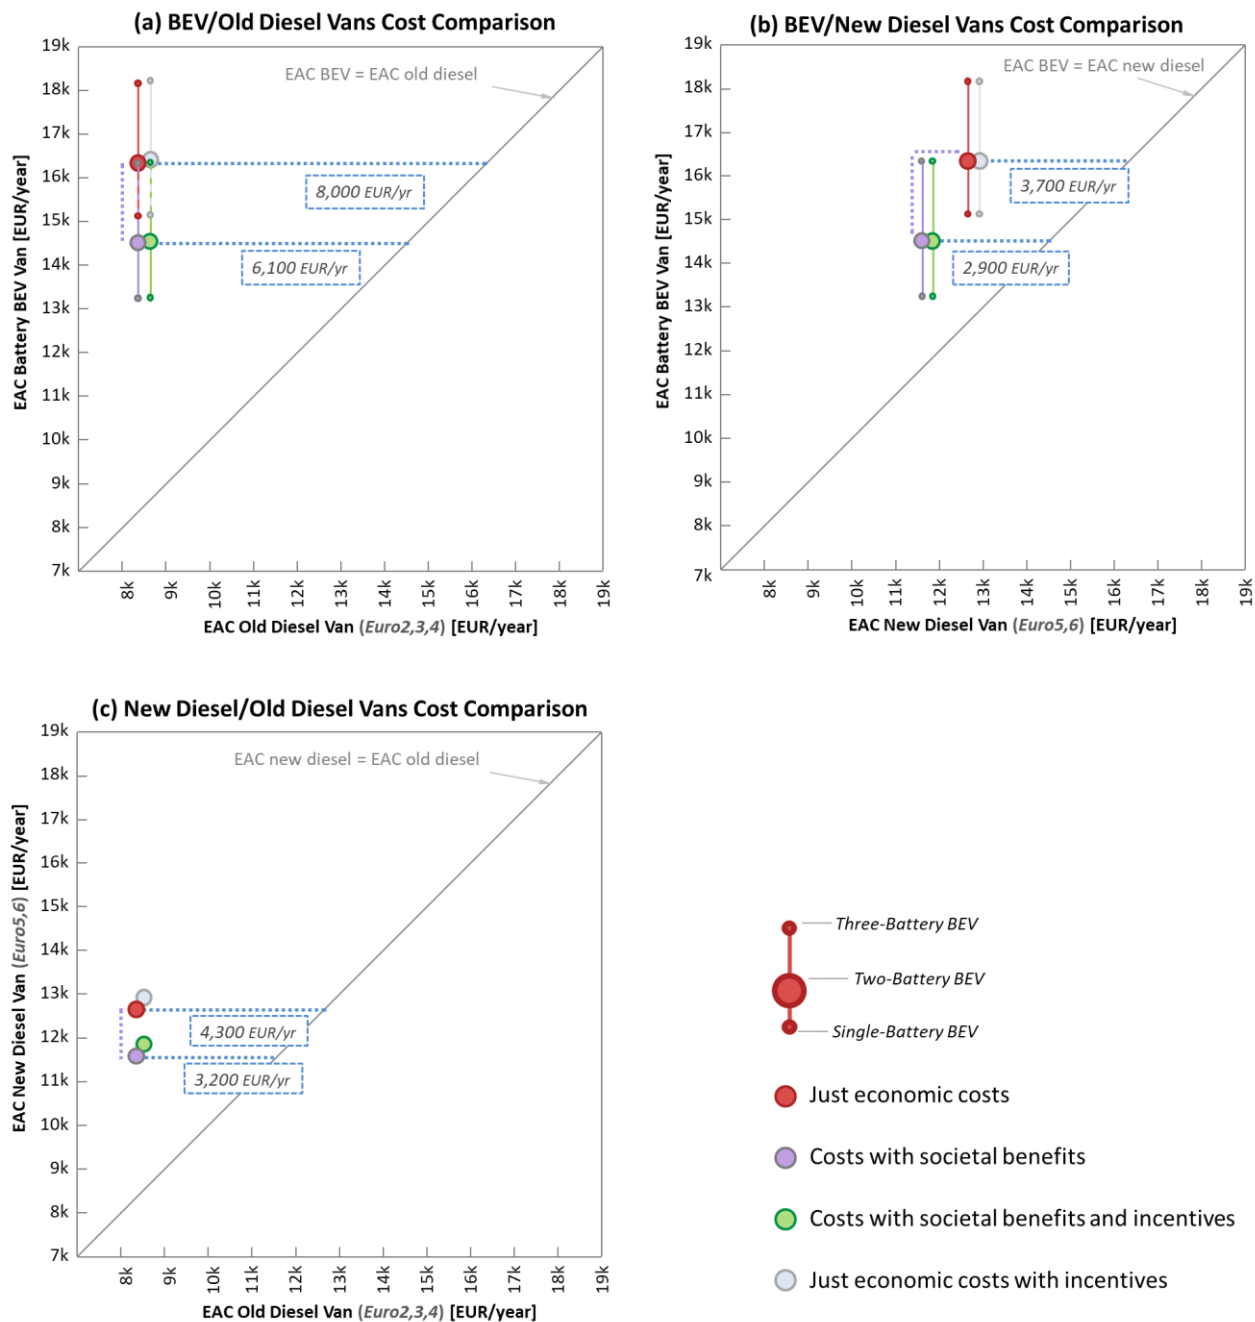 (a) BEV/Old Diesel Vans Cost Comparison
19k
18k
17k
16k
15k
14k
13k
12k
11k
10k
9k
8k
7k
EAC Battery BEV Van [EUR/year]
EAC BEV = EAC old diesel
8,000 EUR/yr
6,100 EUR/yr
8k
9k
10k
11k
12k
13k
14k
15k
16k
17k
18k
19k
EAC Old Diesel Van (Euro2,3,4) [EUR/year]
(b) BEV/New Diesel Vans Cost Comparison
19k
18k
17k
16k
15k
14k
13k
12k
11k
10k
9k
8k
7k
EAC Battery BEV Van [EUR/year]
EAC BEV = EAC new diesel
3,700 EUR/yr
2,900 EUR/yr
8k
9k
10k
11k
12k
13k
14k
15k
16k
17k
18k
19k
EAC New Diesel Van (Euro5,6) [EUR/year]
(c) New Diesel/Old Diesel Vans Cost Comparison
19k
18k
17k
16k
15k
14k
13k
12k
11k
10k
9k
8k
7k
EAC New Diesel Van (Euro5,6) [EUR/year]
EAC new diesel = EAC old diesel
4,300 EUR/yr
3,200 EUR/yr
8k
9k
10k
11k
12k
13k
14k
15k
16k
17k
18k
19k
EAC Old Diesel Van (Euro2,3,4) [EUR/year]
Three-Battery BEV
Two-Battery BEV
Single-Battery BEV
Just economic costs
Costs with societal benefits
Costs with societal benefits and incentives
Just economic costs with incentives